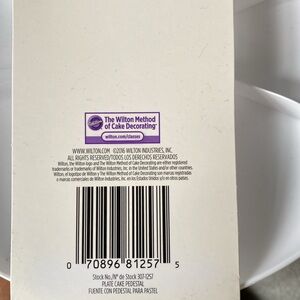 Wilton
The Wilton Method
of Cake Decorating®
wilton.com/classes
WWW.WILTON.COM ©2016 WILTON INDUSTRIES, INC.
ALL RIGHTS RESERVED/TODOS LOS DERECHOS RESERVADOS
Wilton, the Wilton logo and The Wilton Method of Cake Decorating are either registered
trademarks or trademarks of Wilton Industries, Inc. in the United States and/or other countries.
Wilton, el logotipo de Wilton y The Wilton Method of Cake Decorating son marcas registradas
o marcas comerciales de Wilton Industries, Inc. en los Estados Unidos y/o en otros países.
0 70896 81257 5
Stock No./N° de Stock 307-1257
PLATE CAKE PEDESTAL
FUENTE CON PEDESTAL PARA PASTEL